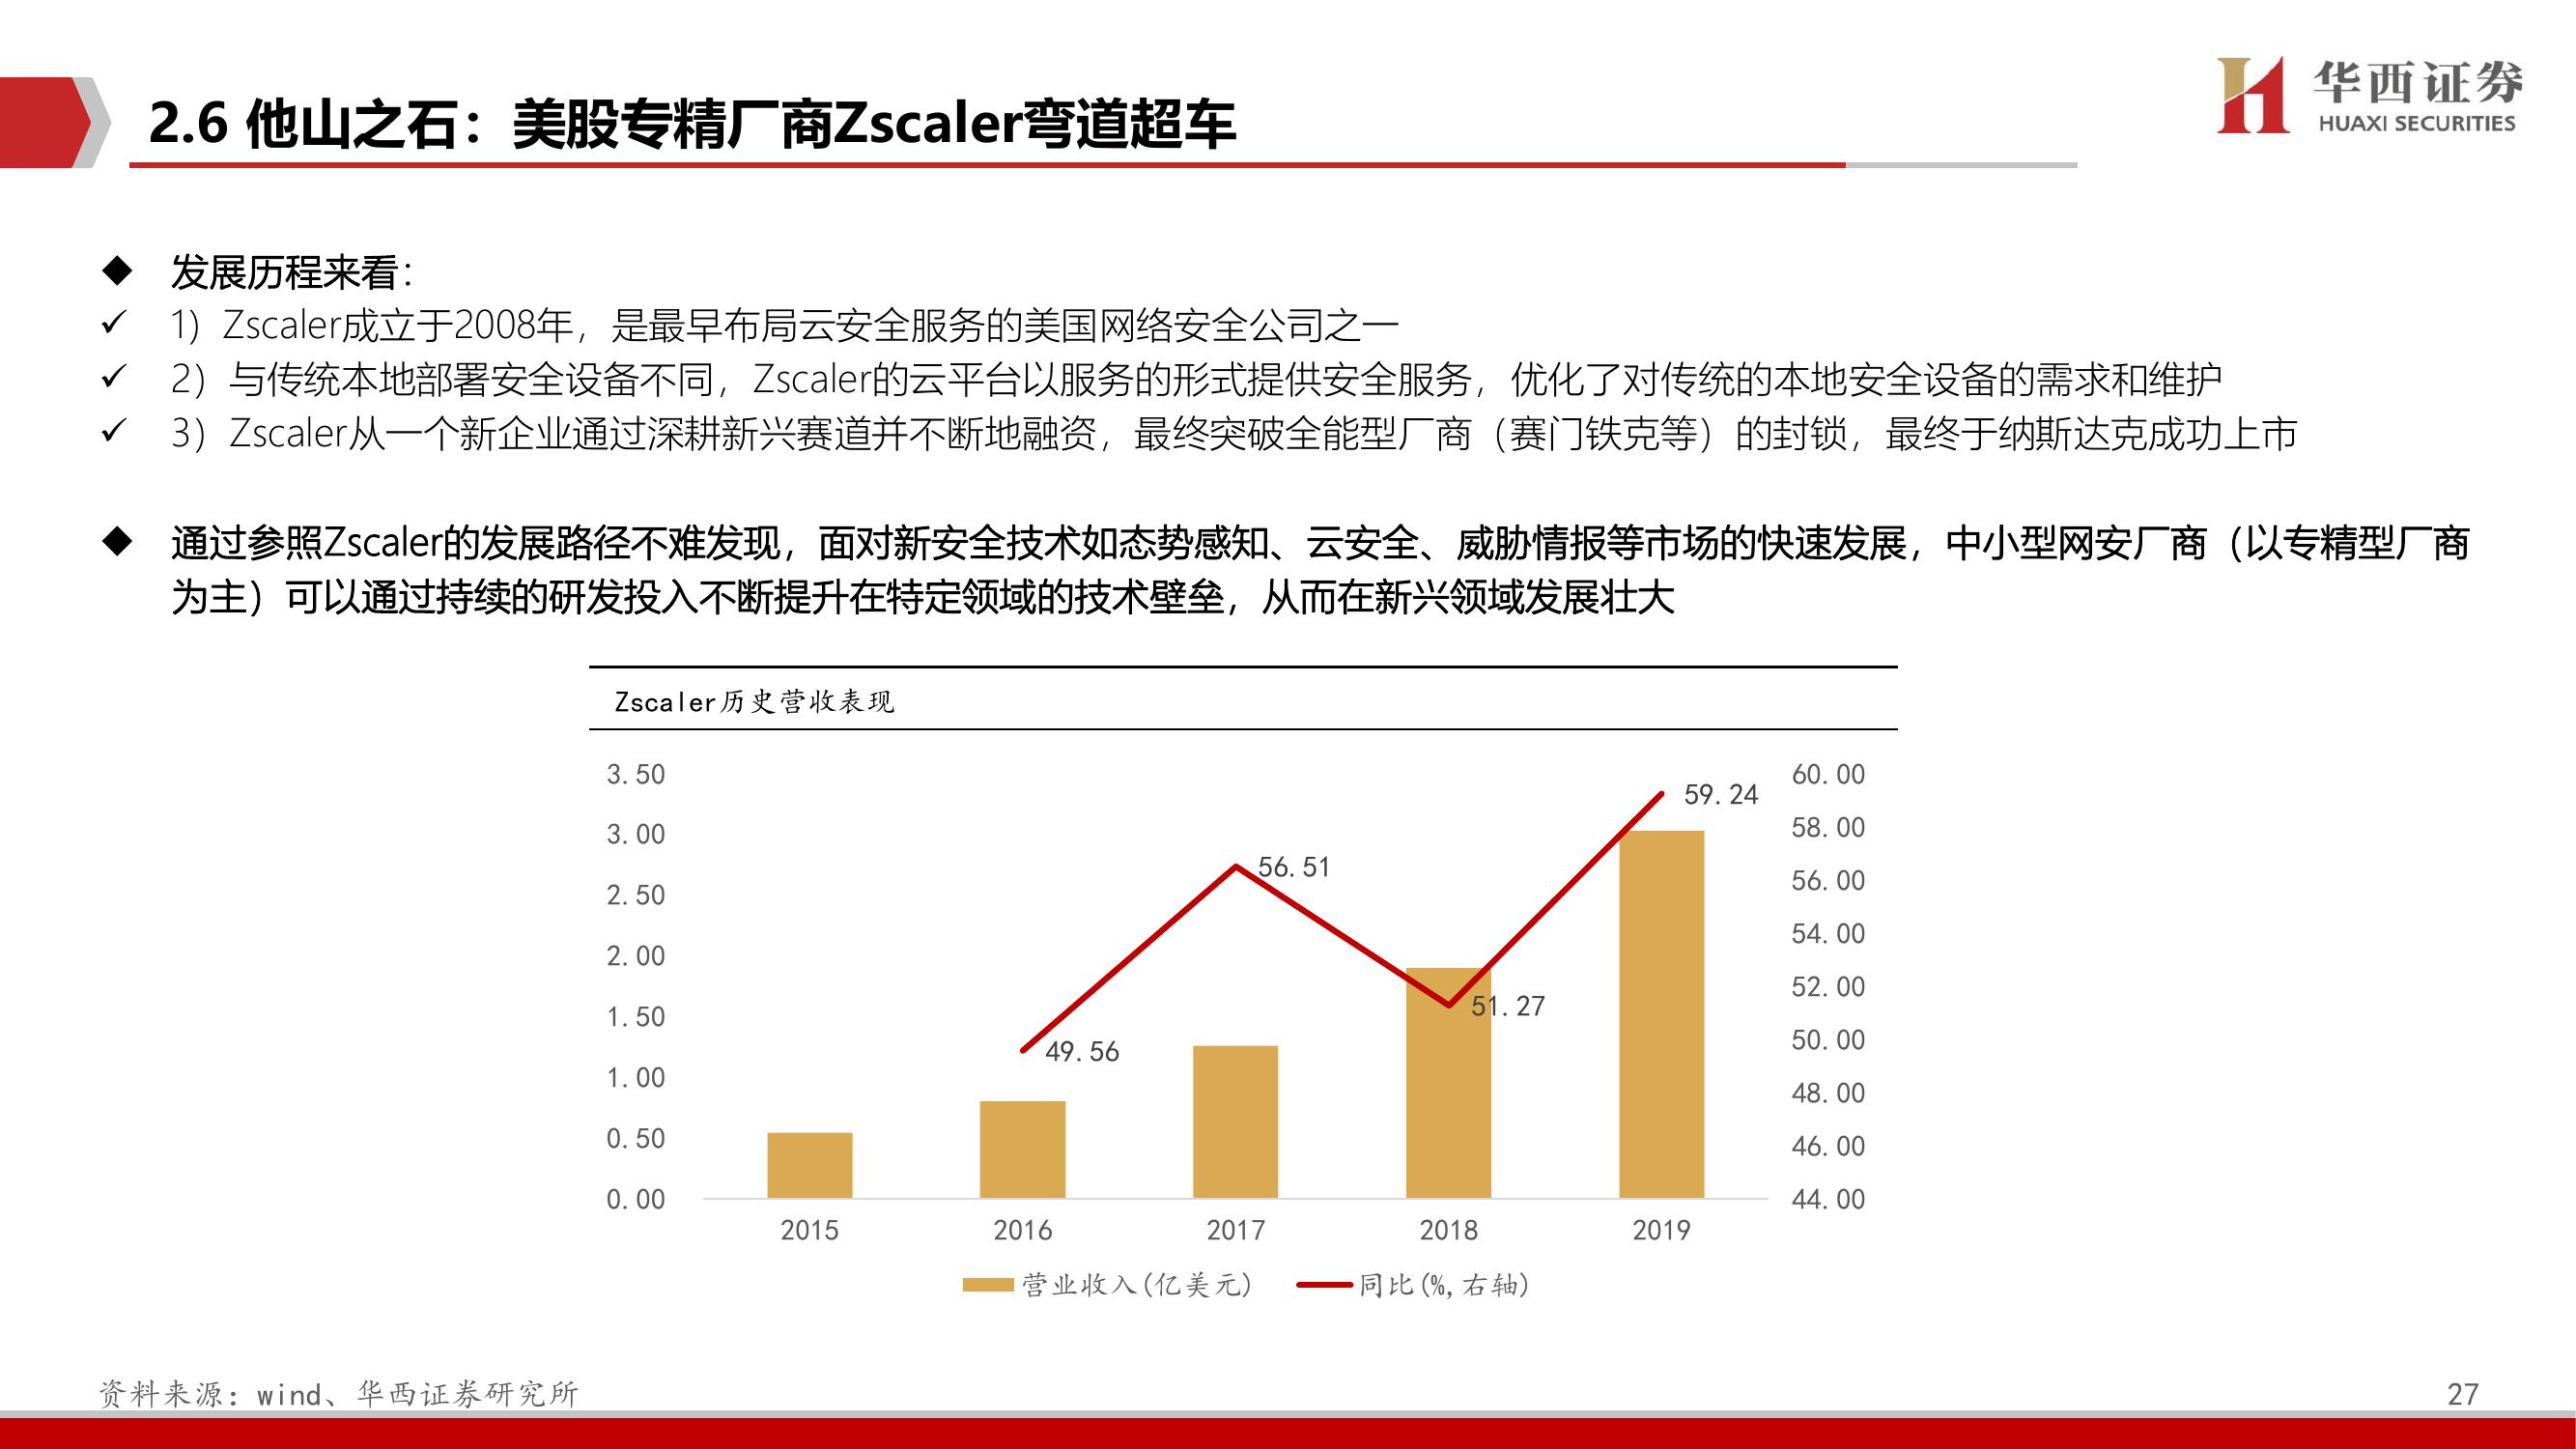 2.6 他山之石：美股专精厂商Zscaler弯道超车
华西证券
HUAXI SECURITIES
◆ 发展历程来看：
✓ 1）Zscaler成立于2008年，是最早布局云安全服务的美国网络安全公司之一
✓ 2）与传统本地部署安全设备不同，Zscaler的云平台以服务的形式提供安全服务，优化了对传统的本地安全设备的需求和维护
✓ 3）Zscaler从一个新企业通过深耕新兴赛道并不断地融资，最终突破全能型厂商（赛门铁克等）的封锁，最终于纳斯达克成功上市
◆ 通过参照Zscaler的发展路径不难发现，面对新安全技术如态势感知、云安全、威胁情报等市场的快速发展，中小型网安厂商（以专精型厂商
为主）可以通过持续的研发投入不断提升在特定领域的技术壁垒，从而在新兴领域发展壮大
Zscaler历史营收表现
3.50
3.00
2.50
2.00
1.50
1.00
0.50
0.00
49.56
56.51
51.27
59.24
60.00
58.00
56.00
54.00
52.00
50.00
48.00
46.00
44.00
2015 2016 2017 2018 2019
营业收入(亿美元) 同比(%,右轴)
资料来源：wind、华西证券研究所
27